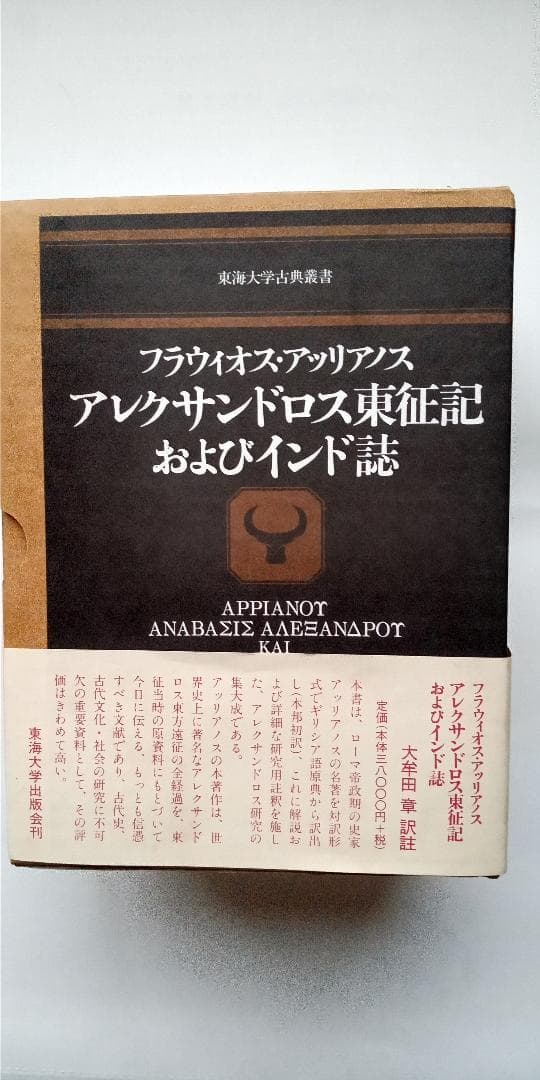 東海大学古典叢書
フラウィオス・アッリアノス
アレクサンドロス東征記
およびインド誌
ΑΡΡΙΑΝΟΥ
ΑΝΑΒΑΣΙΣ ΑΛΕΞΑΝΔΡΟΥ
ΚΑΙ
フラウィオス・アッリアノス
アレクサンドロス東征記
およびインド誌
大牟田 章 訳註
定価(本体三八〇〇〇円+税)
本書は、ローマ帝政期の史家
アッリアノスの名著を対訳形
式でギリシア語原典から訳出
し(本邦初訳)、これに解説お
よび詳細な研究用註釈を施し
た、アレクサンドロス研究の
集大成である。
アッリアノスの本著作は、世
界史上に著名なアレクサンド
ロス東方遠征の全経過を、東
征当時の原資料にもとづいて
今日に伝える、もっとも信憑
すべき文献であり、古代史、
古代文化・社会の研究に不可
欠の重要資料として、その評
価はきわめて高い。
東海大学出版会刊